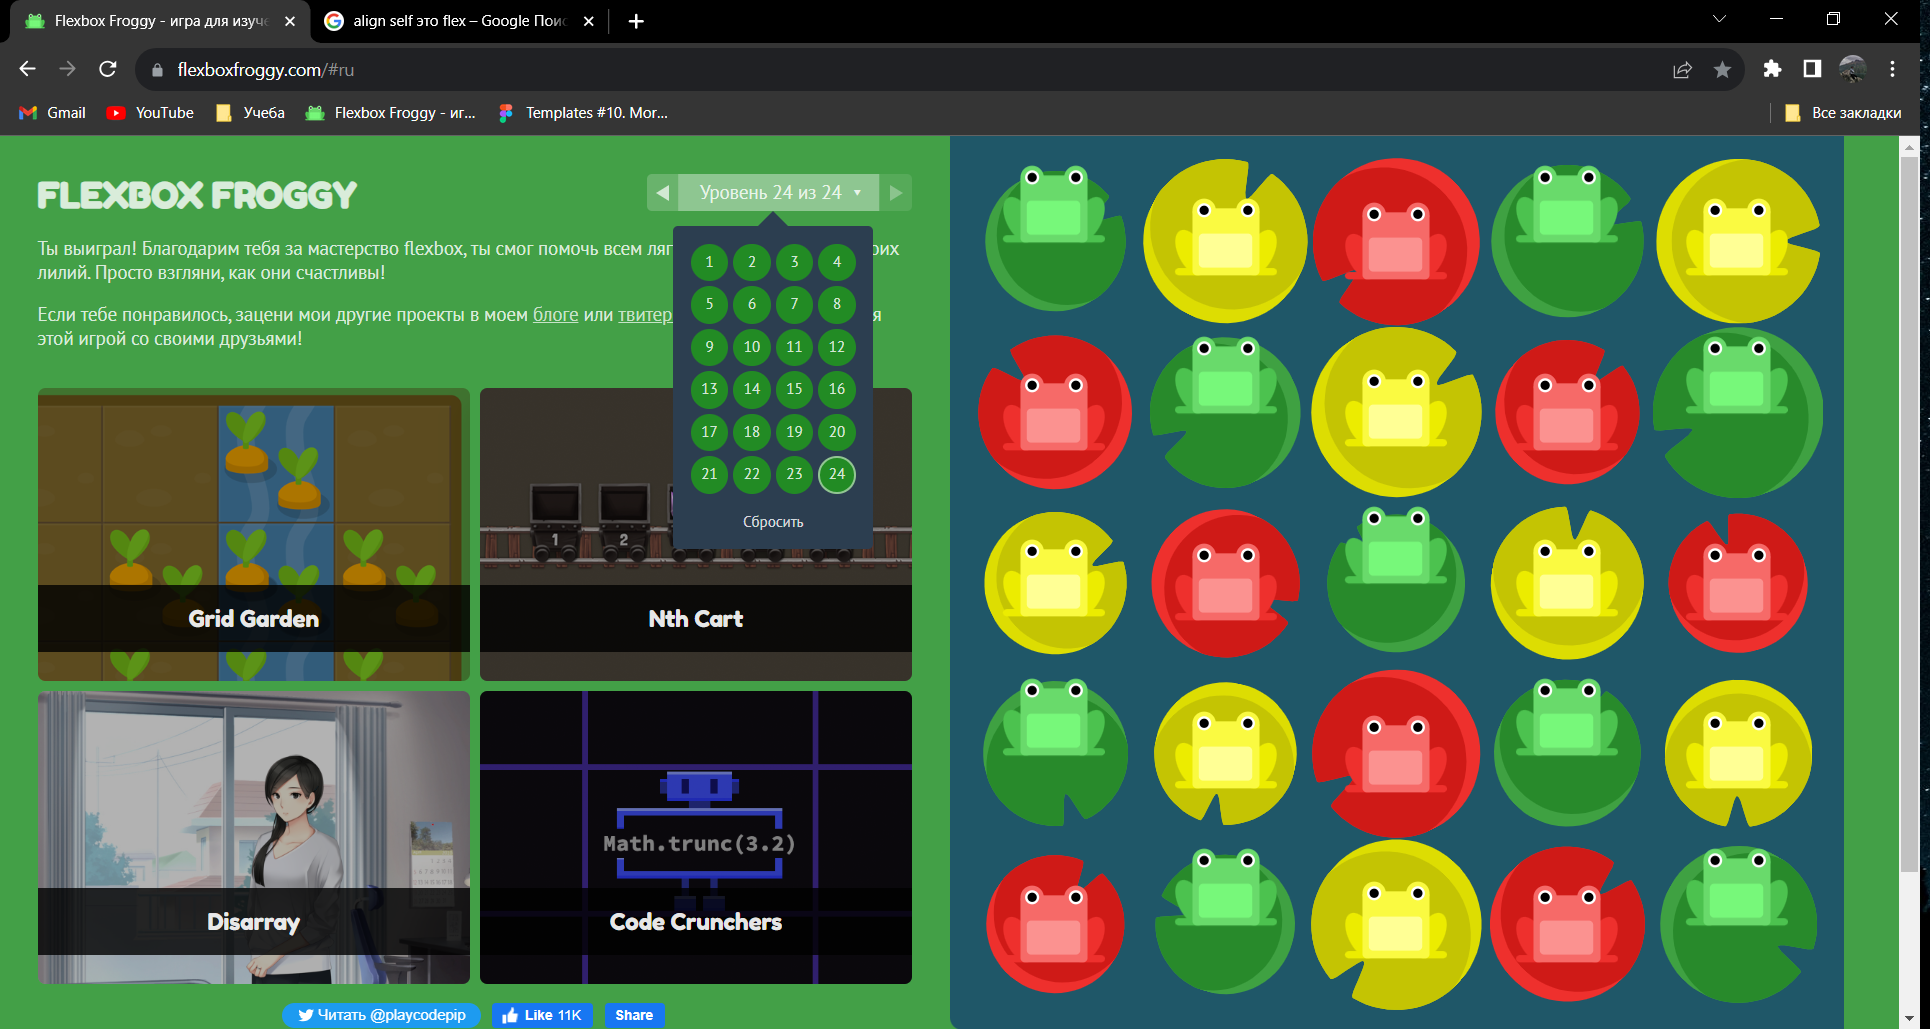 Flexbox Froggy - игра для изуче
align self это flex – Google Поис
flexboxfroggy.com/#ru
Gmail
YouTube
Учеба
Flexbox Froggy - иг...
Templates #10. Mor...
Все закладки
FLEXBOX FROGGY
Уровень 24 из 24
Ты выиграл! Благодарим тебя за мастерство flexbox, ты смог помочь всем ляг
оих
лилий. Просто взгляни, как они счастливы!
Если тебе понравилось, зацени мои другие проекты в моем блоге или твитер
я
этой игрой со своими друзьями!
1 2 3 4
5 6 7 8
9 10 11 12
13 14 15 16
17 18 19 20
21 22 23 24
Сбросить
1 2
Grid Garden
Nth Cart
Math.trunc(3.2)
Disarray
Code Crunchers
Читать @playcodepip
Like 11K
Share